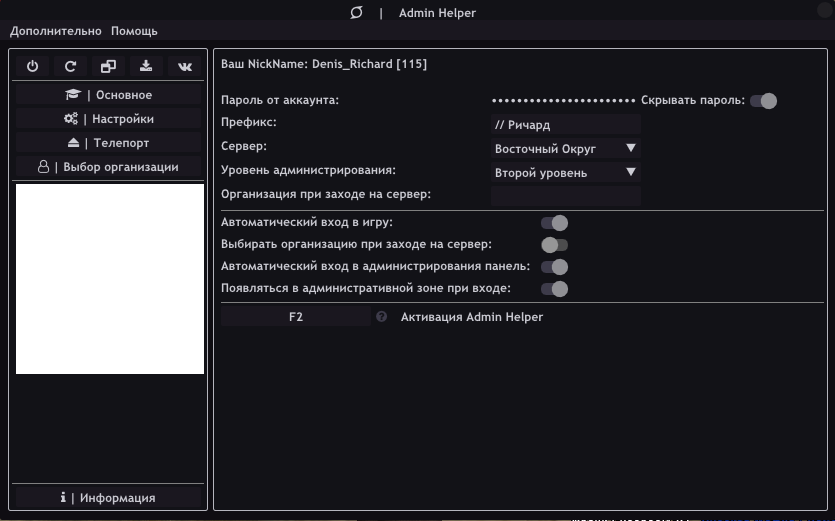 | Admin Helper
Дополнительно Помощь
Ваш NickName: Denis_Richard [115]
| Основное
| Настройки
| Телепорт
| Выбор организации
Пароль от аккаунта: Скрывать пароль:
Префикс: // Ричард
Сервер: Восточный Округ
Уровень администрирования: Второй уровень
Организация при заходе на сервер:
Автоматический вход в игру:
Выбирать организацию при заходе на сервер:
Автоматический вход в администрирования панель:
Появляться в административной зоне при входе:
F2 Активация Admin Helper
| Информация